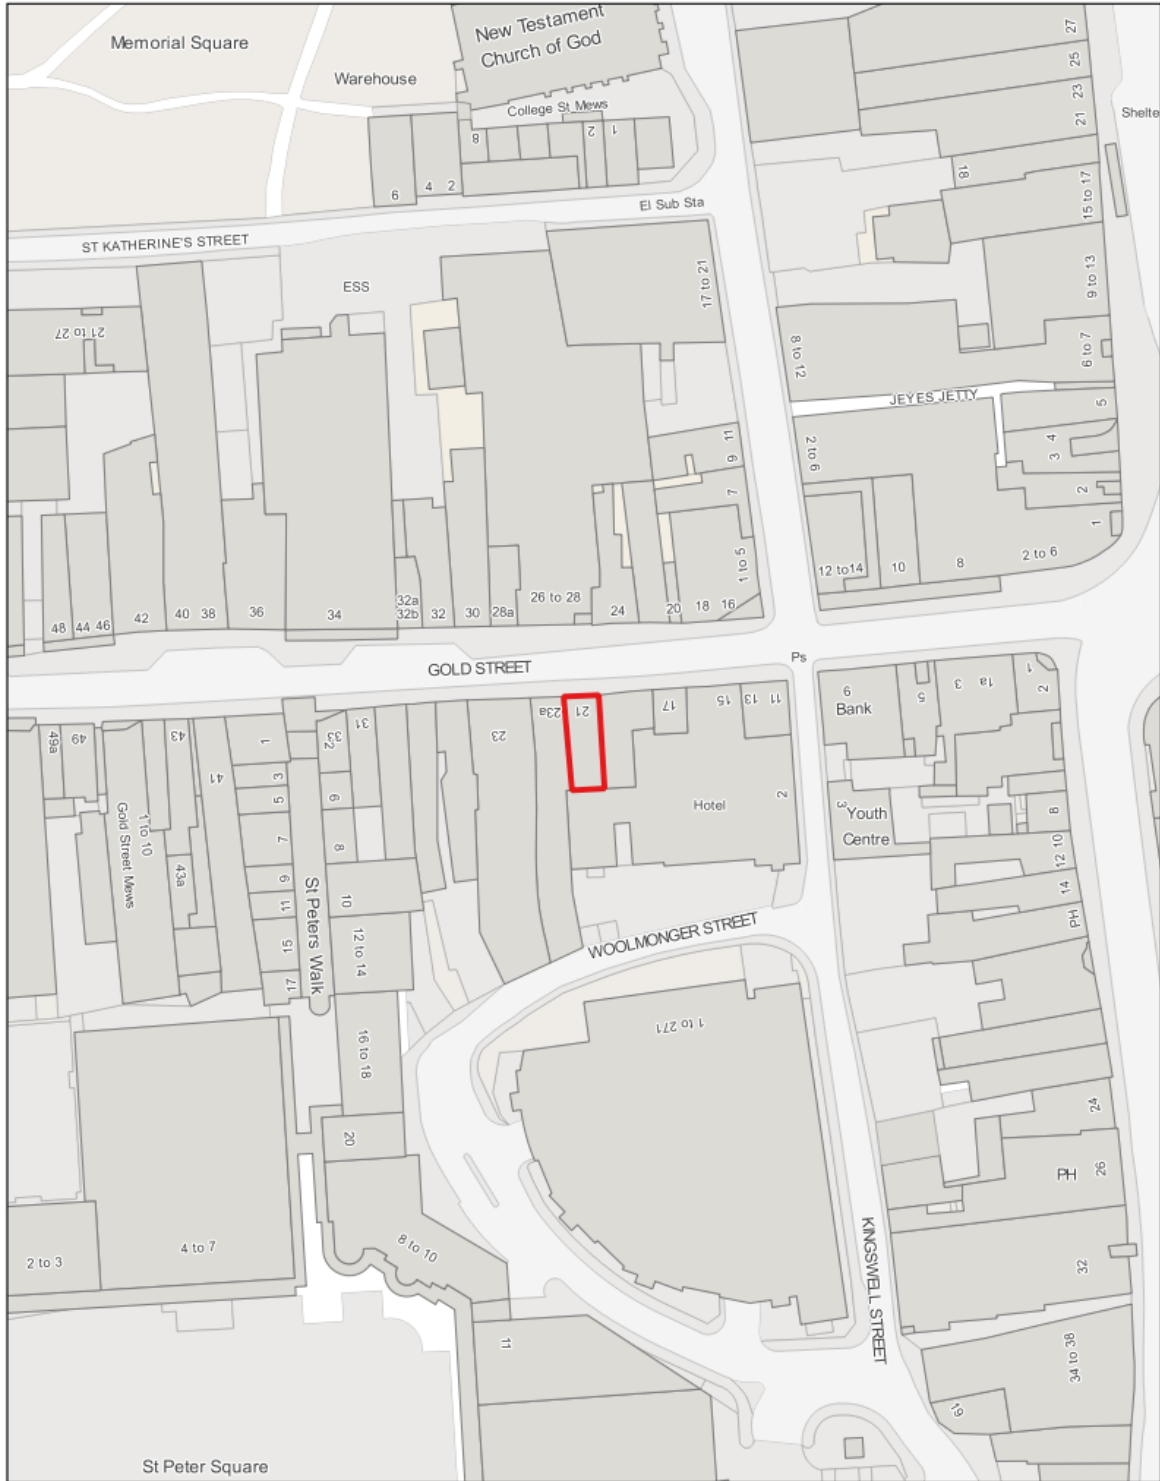 New Testament
Church of God
Memorial Square
Warehouse
College St Mews
8
2
1
6
4
2
El Sub Sta
ST KATHERINE'S STREET
27
25
23
21
Shelte
18
15 to 17
9 to 13
6 to 7
17 to 21
8 to 12
ESS
21 to 27
JEYES JETTY
5
4
3
2
1
2 to 6
11
9
7
1 to 5
12 to14
10
8
2 to 6
48
44
46
42
40
38
36
34
32a
32b
32
30
28a
26 to 28
24
20
18
16
GOLD STREET
Ps
49a
49
43
41
1
3
5
7
9
11
15
17
33
2
31
6
8
10
12 to 14
16 to 18
20
23
23a
21
17
15
13
11
Hotel
2
9
Bank
5
3
1a
1
2
3
Youth
Centre
8
10
12
14
PH
Gold Street Mews
1 to 10
43a
St Peters Walk
WOOLMONGER STREET
1 to 271
24
26
PH
32
34 to 38
19
KINGSWELL STREET
2 to 3
4 to 7
8 to 10
11
St Peter Square